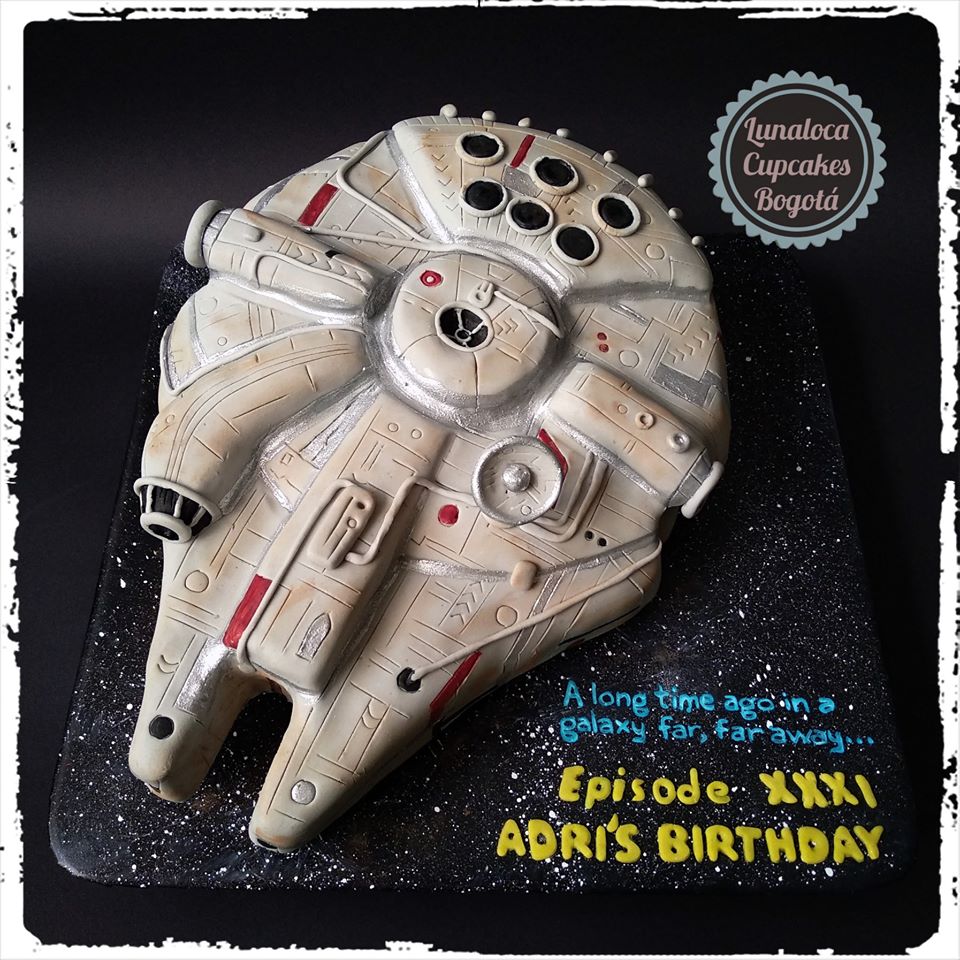 Lunaloca
Cupcakes
Bogotá
A long time ago in a
galaxy far, far away...
Episode XXXI
ADRI'S BIRTHDAY